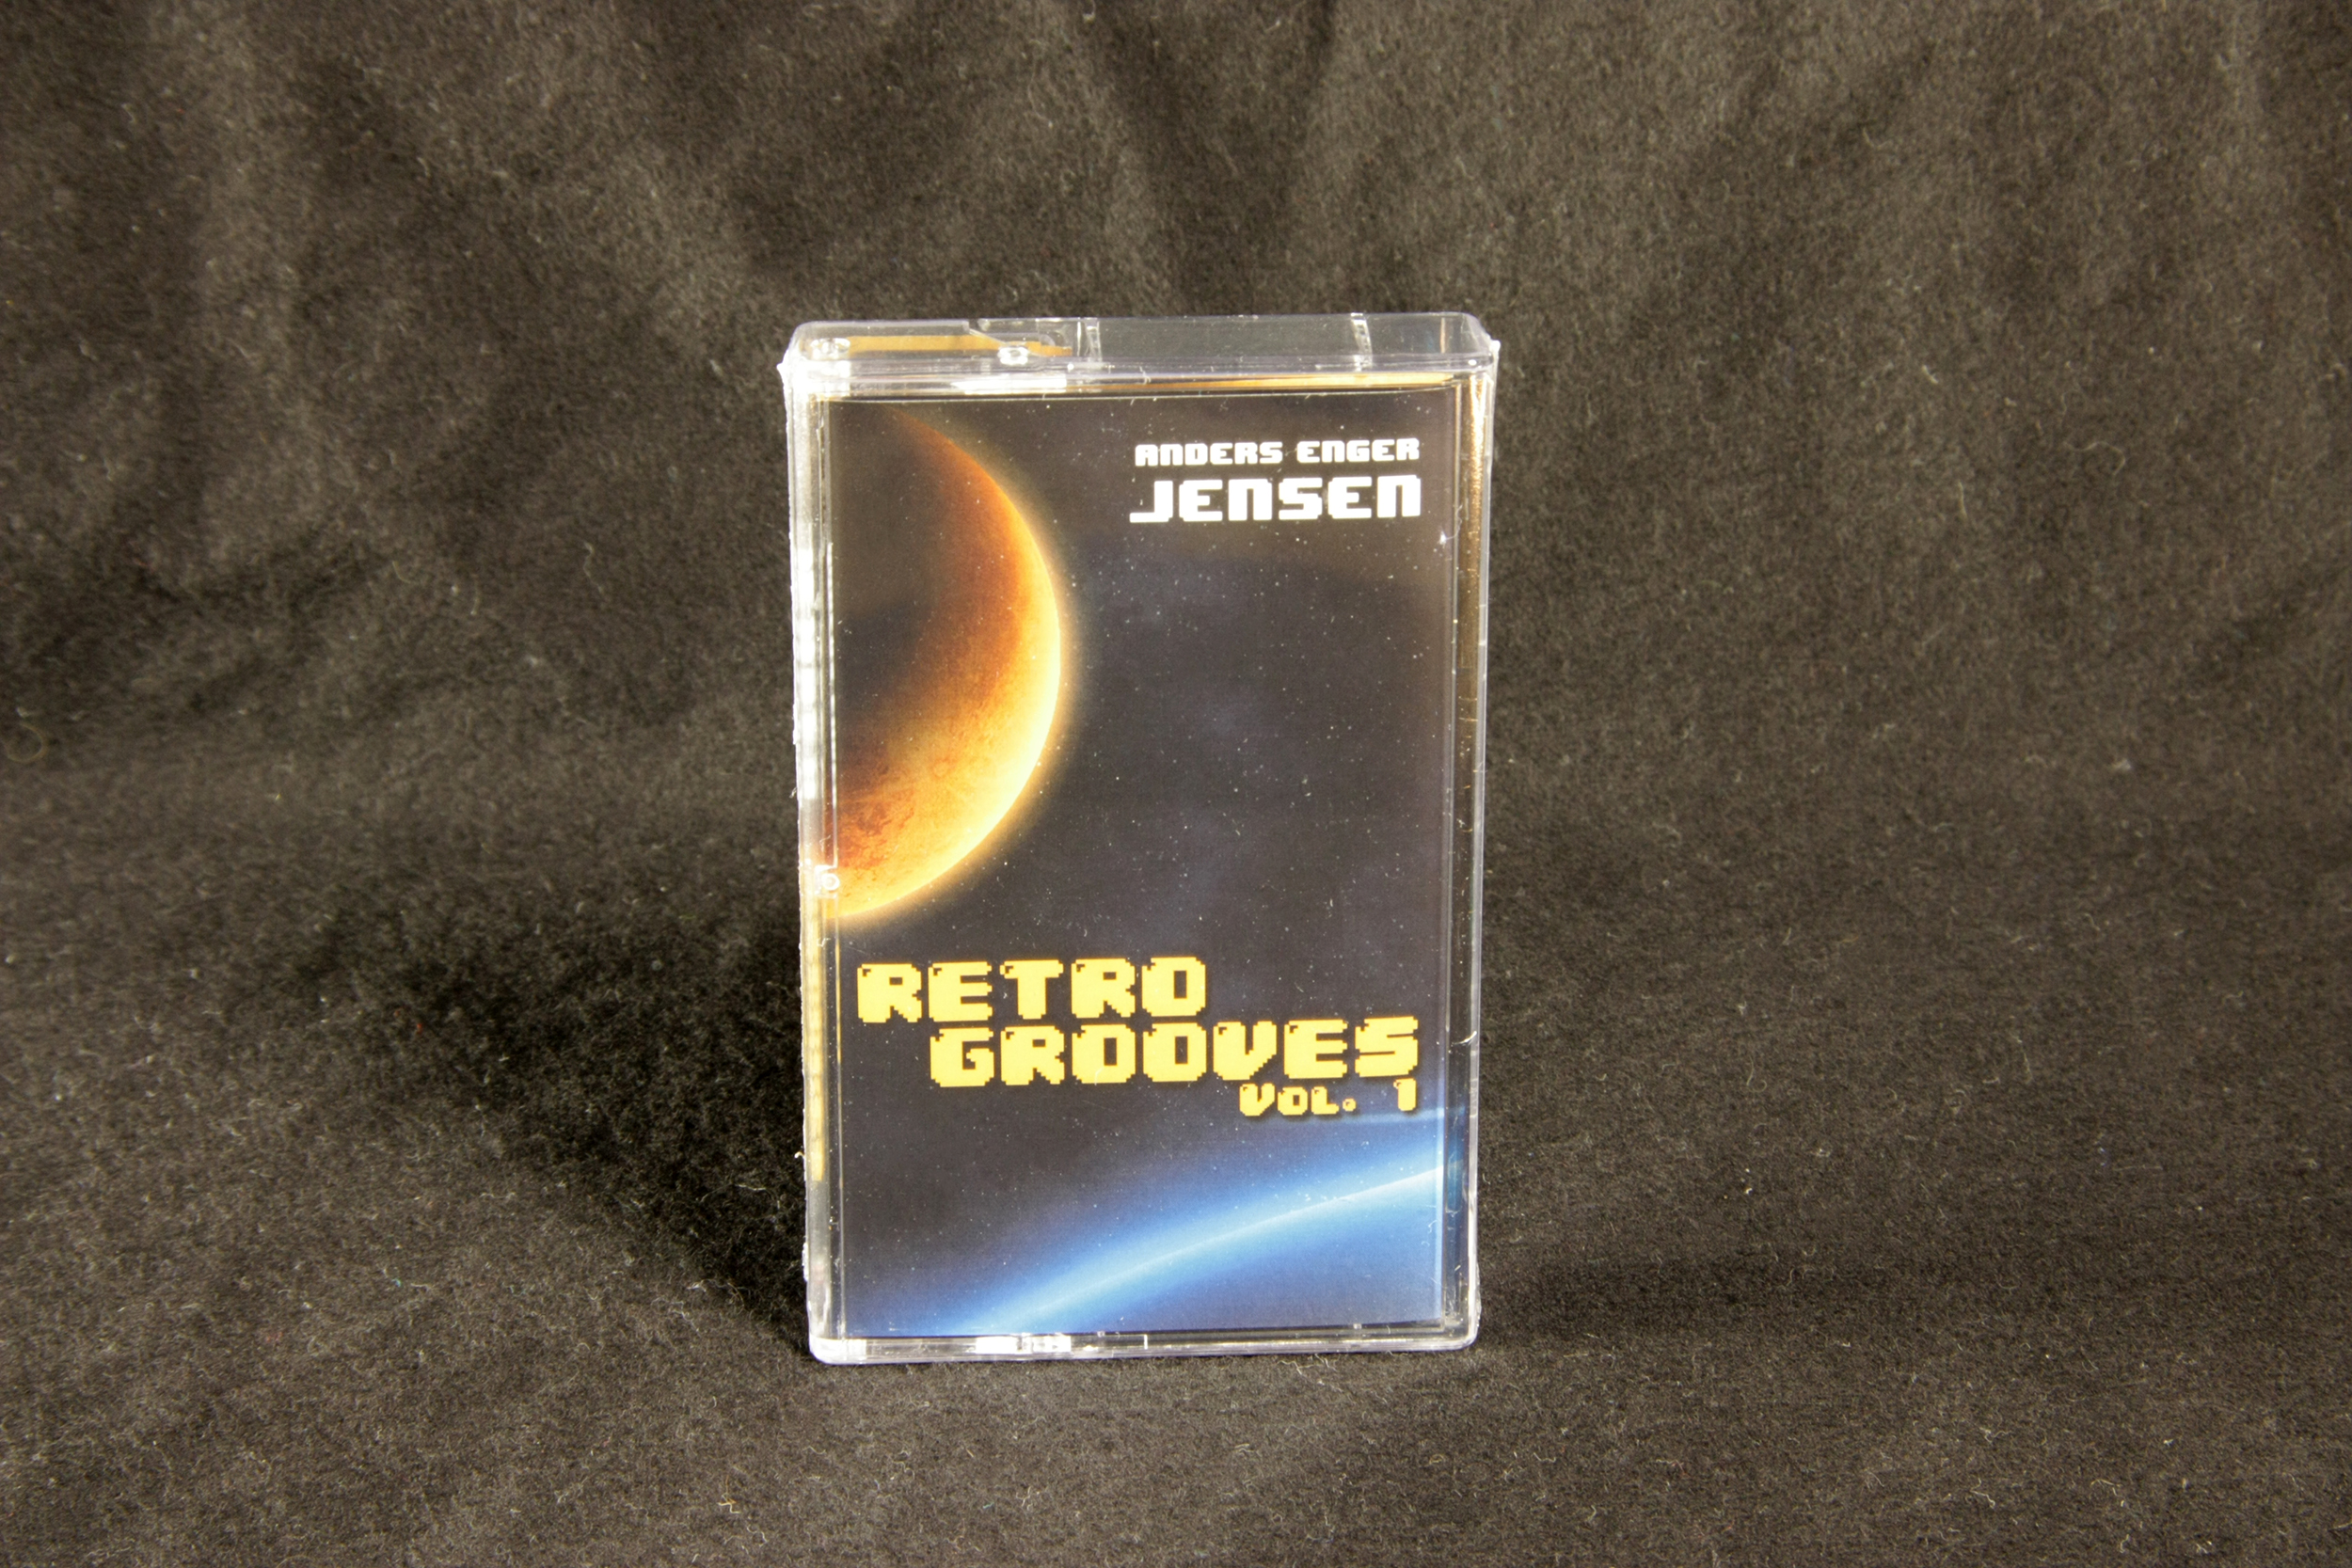 ANDERS ENGER
JENSEN
RETRO
GROOVES
VOL. 1